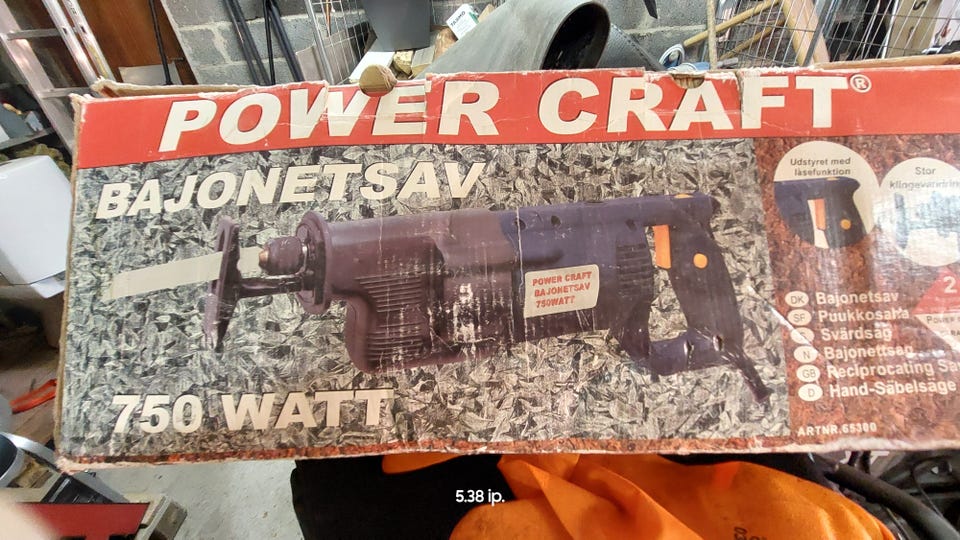 POWER CRAFT®
BAJONETSAV
750 WATT
POWER CRAFT
BAJONETSAV
750WATT
Udstyret med
låsefunktion
Stor
2
DK Bajonetsav
SF Puukkosaha
Svärdsåg
N Bajonettsag
GB Reciprocating
D Hand-Säbelsäge
ARTNR.65300
5.38 ip.